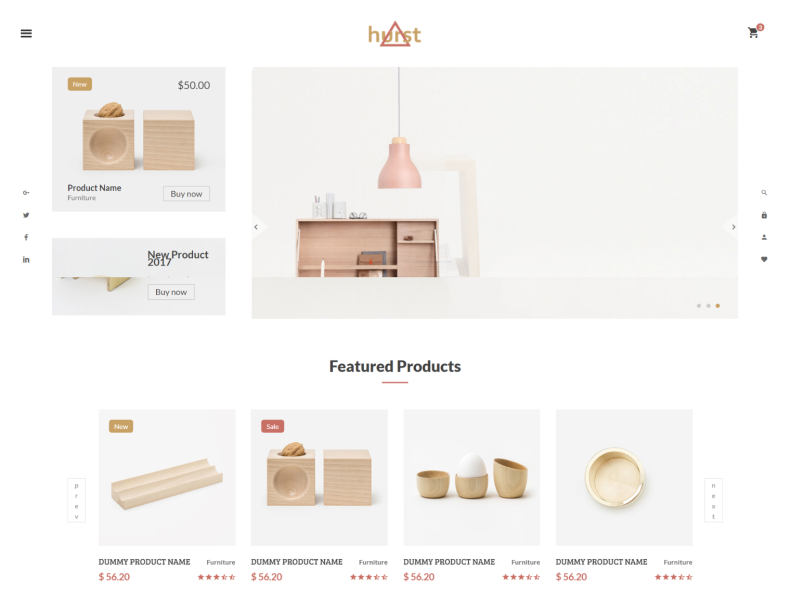 hurst
3
New
$50.00
Product Name
Furniture
Buy now
New Product
2017
Buy now
G+
f
in
Featured Products
New
Sale
prev
next
DUMMY PRODUCT NAME Furniture
$ 56.20
DUMMY PRODUCT NAME Furniture
$ 56.20
DUMMY PRODUCT NAME Furniture
$ 56.20
DUMMY PRODUCT NAME Furniture
$ 56.20